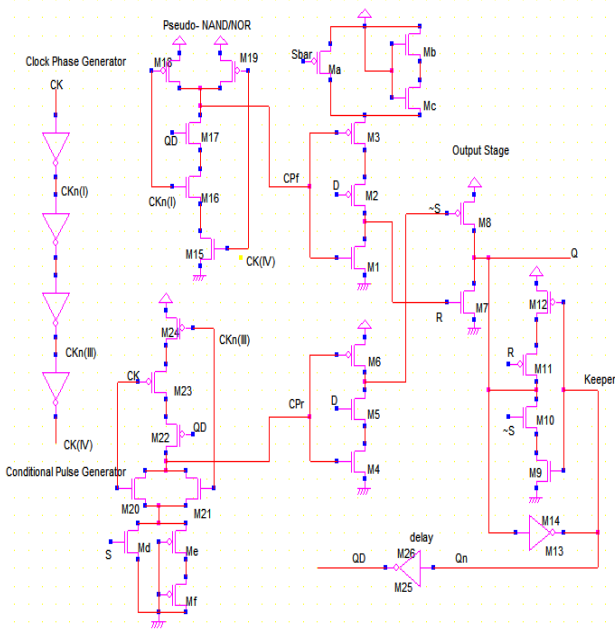 Pseudo- NAND/NOR
Clock Phase Generator
CK
M18
M19
Sbar
Ma
Mb
Mc
M3
QD
M17
CKn(I)
CKn(I)
M16
CPf
D
M2
Output Stage
M15
CK(IV)
M1
~S
M8
Q
R
M7
M12
M24
CKn(III)
CKn(III)
CK
M23
CPr
M6
D
M5
M4
R
M11
Keeper
~S
M10
M9
M22
QD
CK(IV)
Conditional Pulse Generator
M20
M21
S
Md
Me
Mf
M14
M13
delay
QD
M26
Qn
M25